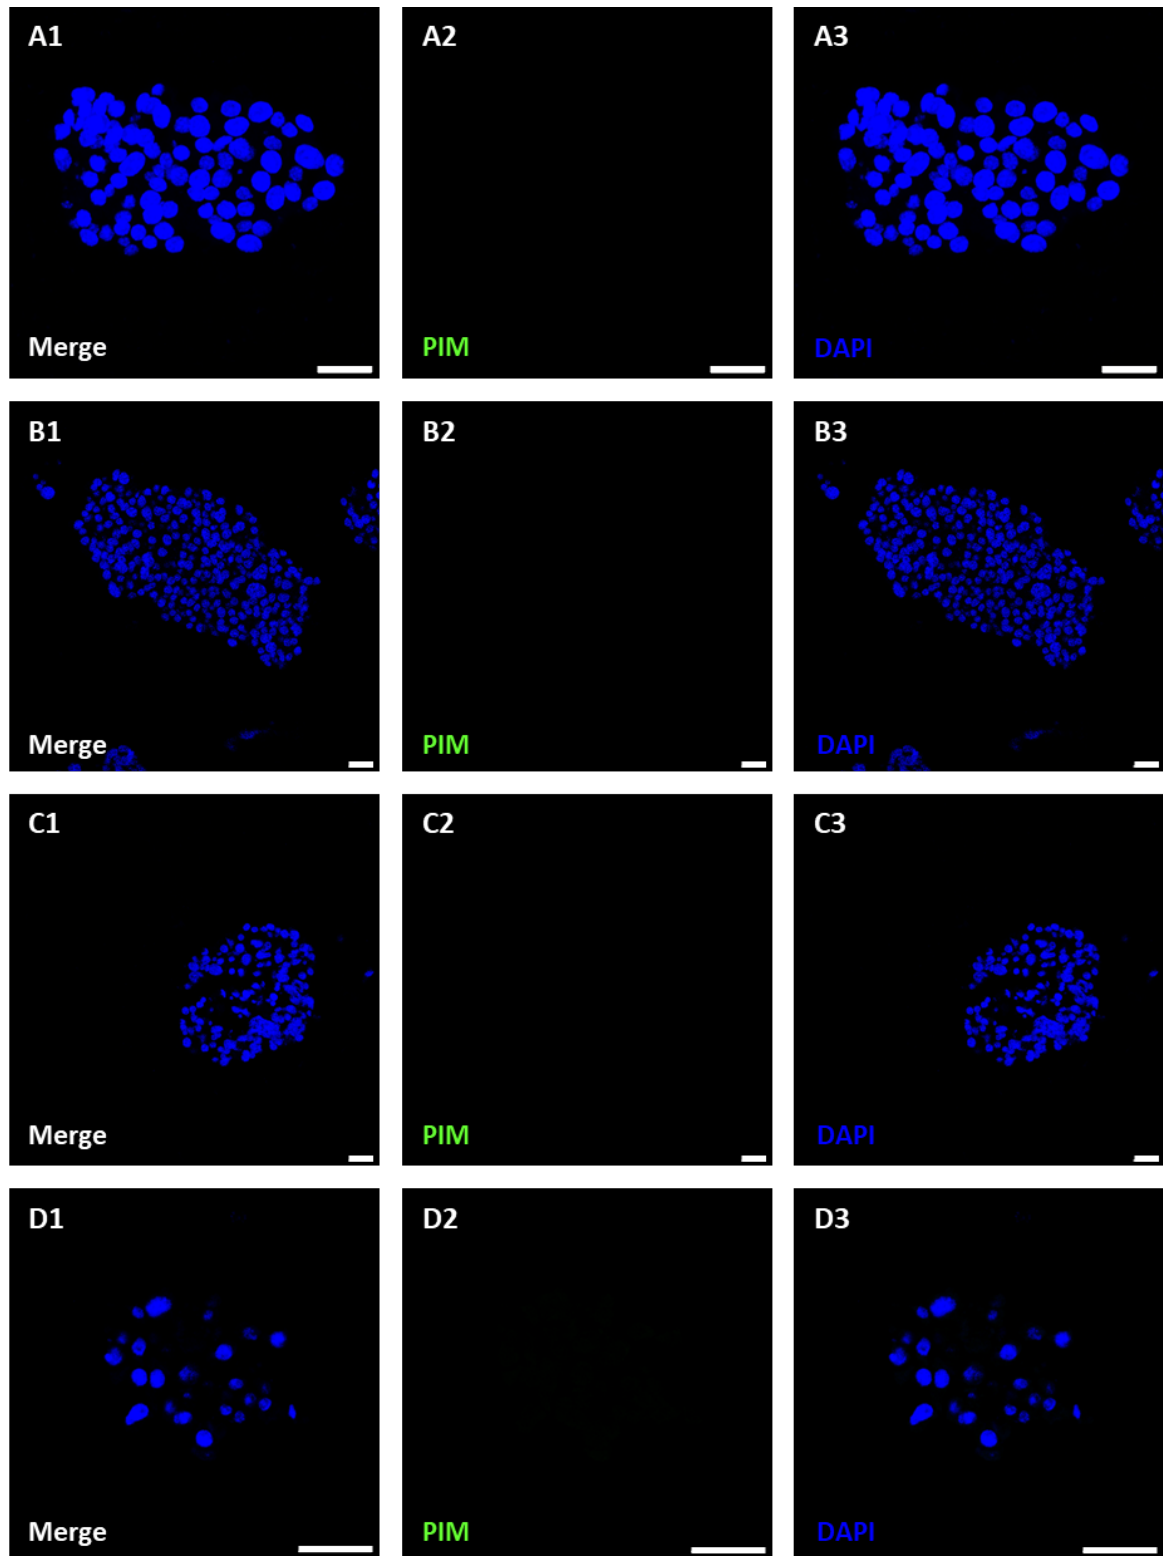 A1 A2 A3
Merge PIM DAPI
B1 B2 B3
Merge PIM DAPI
C1 C2 C3
Merge PIM DAPI
D1 D2 D3
Merge PIM DAPI